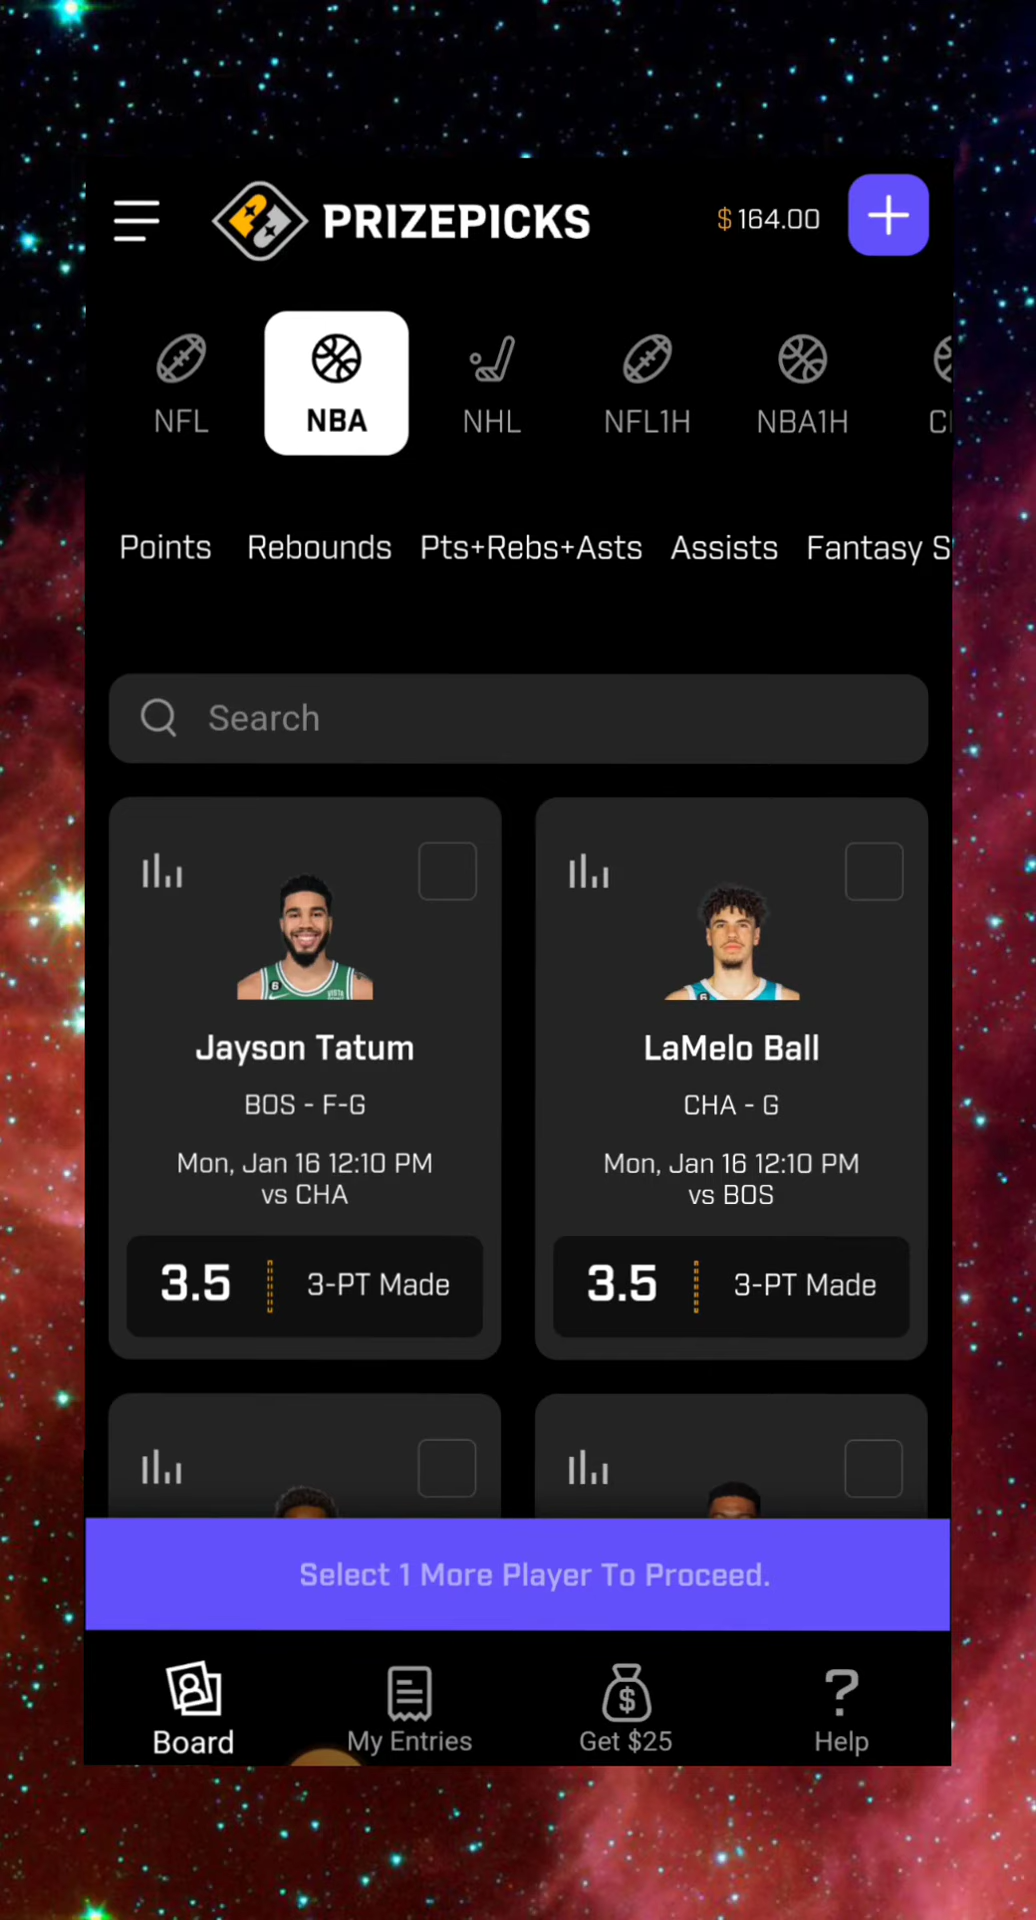 PRIZEPICKS
$ 164.00
NFL
NBA
NHL
NFL1H
NBA1H
Points
Rebounds
Pts+Rebs+Asts
Assists
Fantasy S
Search
Jayson Tatum
BOS - F-G
Mon, Jan 16 12:10 PM
vs CHA
3.5
3-PT Made
LaMelo Ball
CHA - G
Mon, Jan 16 12:10 PM
vs BOS
3.5
3-PT Made
Select 1 More Player To Proceed.
Board
My Entries
Get $25
Help